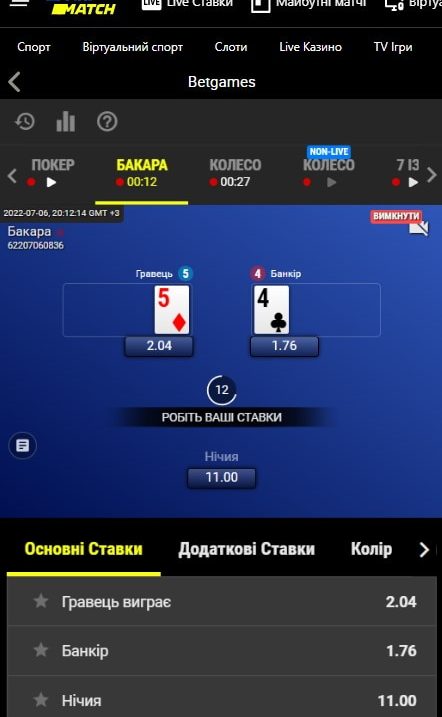 MATCH
LIVE Live Ставки
Майбутні матчі
Спорт Віртуальний спорт Слоти Live Казино TV Ігри
Betgames
NON-LIVE
ПОКЕР БАКАРА КОЛЕСО КОЛЕСО 7 ІЗ
00:12 00:27
2022-07-06, 20:12:14 GMT +3
ВИМКНУТИ
Бакара
62207060836
Гравець 5 4 Банкір
5 4
2.04 1.76
12
РОБІТЬ ВАШІ СТАВКИ
Нічия
11.00
Основні Ставки Додаткові Ставки Колір
Гравець виграє 2.04
Банкір 1.76
Нічия 11.00